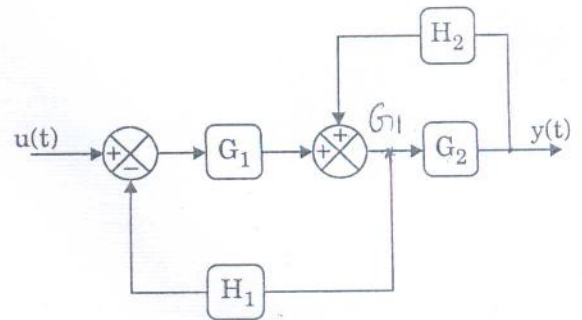 H₂
u(t) + − G₁ + + G₁ G₂ y(t)
H₁